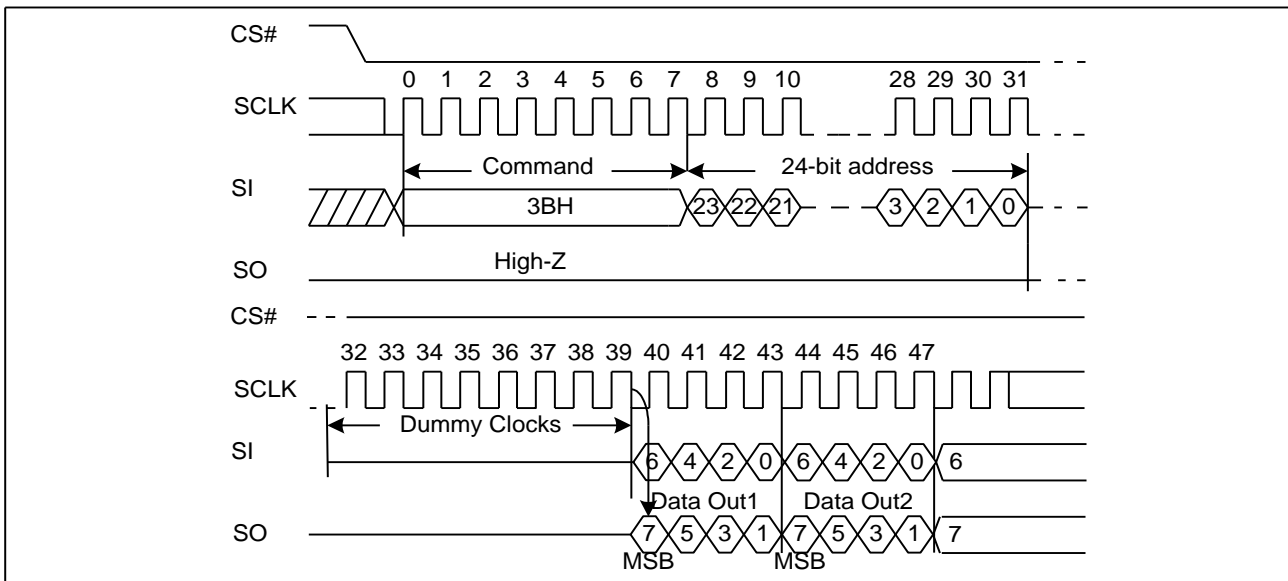 CS#
0 1 2 3 4 5 6 7 8 9 10 28 29 30 31
SCLK
Command 24-bit address
SI
3BH 23 22 21 3 2 1 0
High-Z
SO
CS#
32 33 34 35 36 37 38 39 40 41 42 43 44 45 46 47
SCLK
Dummy Clocks
SI
6 4 2 0 6 4 2 0 6
Data Out1 Data Out2
SO
7 5 3 1 7 5 3 1 7
MSB MSB